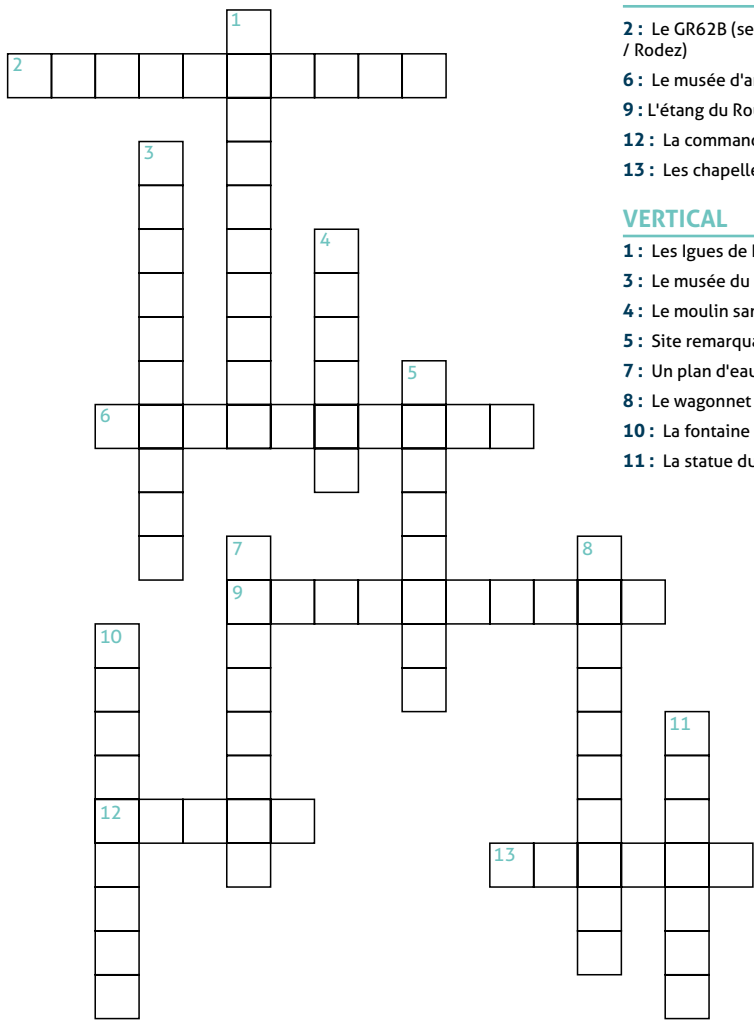 1
2
3
4
5
6
7
8
9
10
11
12
13
2 : Le GR62B (se
/ Rodez)
6 : Le musée d'a
9 : L'étang du Ro
12 : La comman
13 : Les chapell
VERTICAL
1 : Les Igues de
3 : Le musée du
4 : Le moulin sa
5 : Site remarqu
7 : Un plan d'eau
8 : Le wagonnet
10 : La fontaine
11 : La statue du